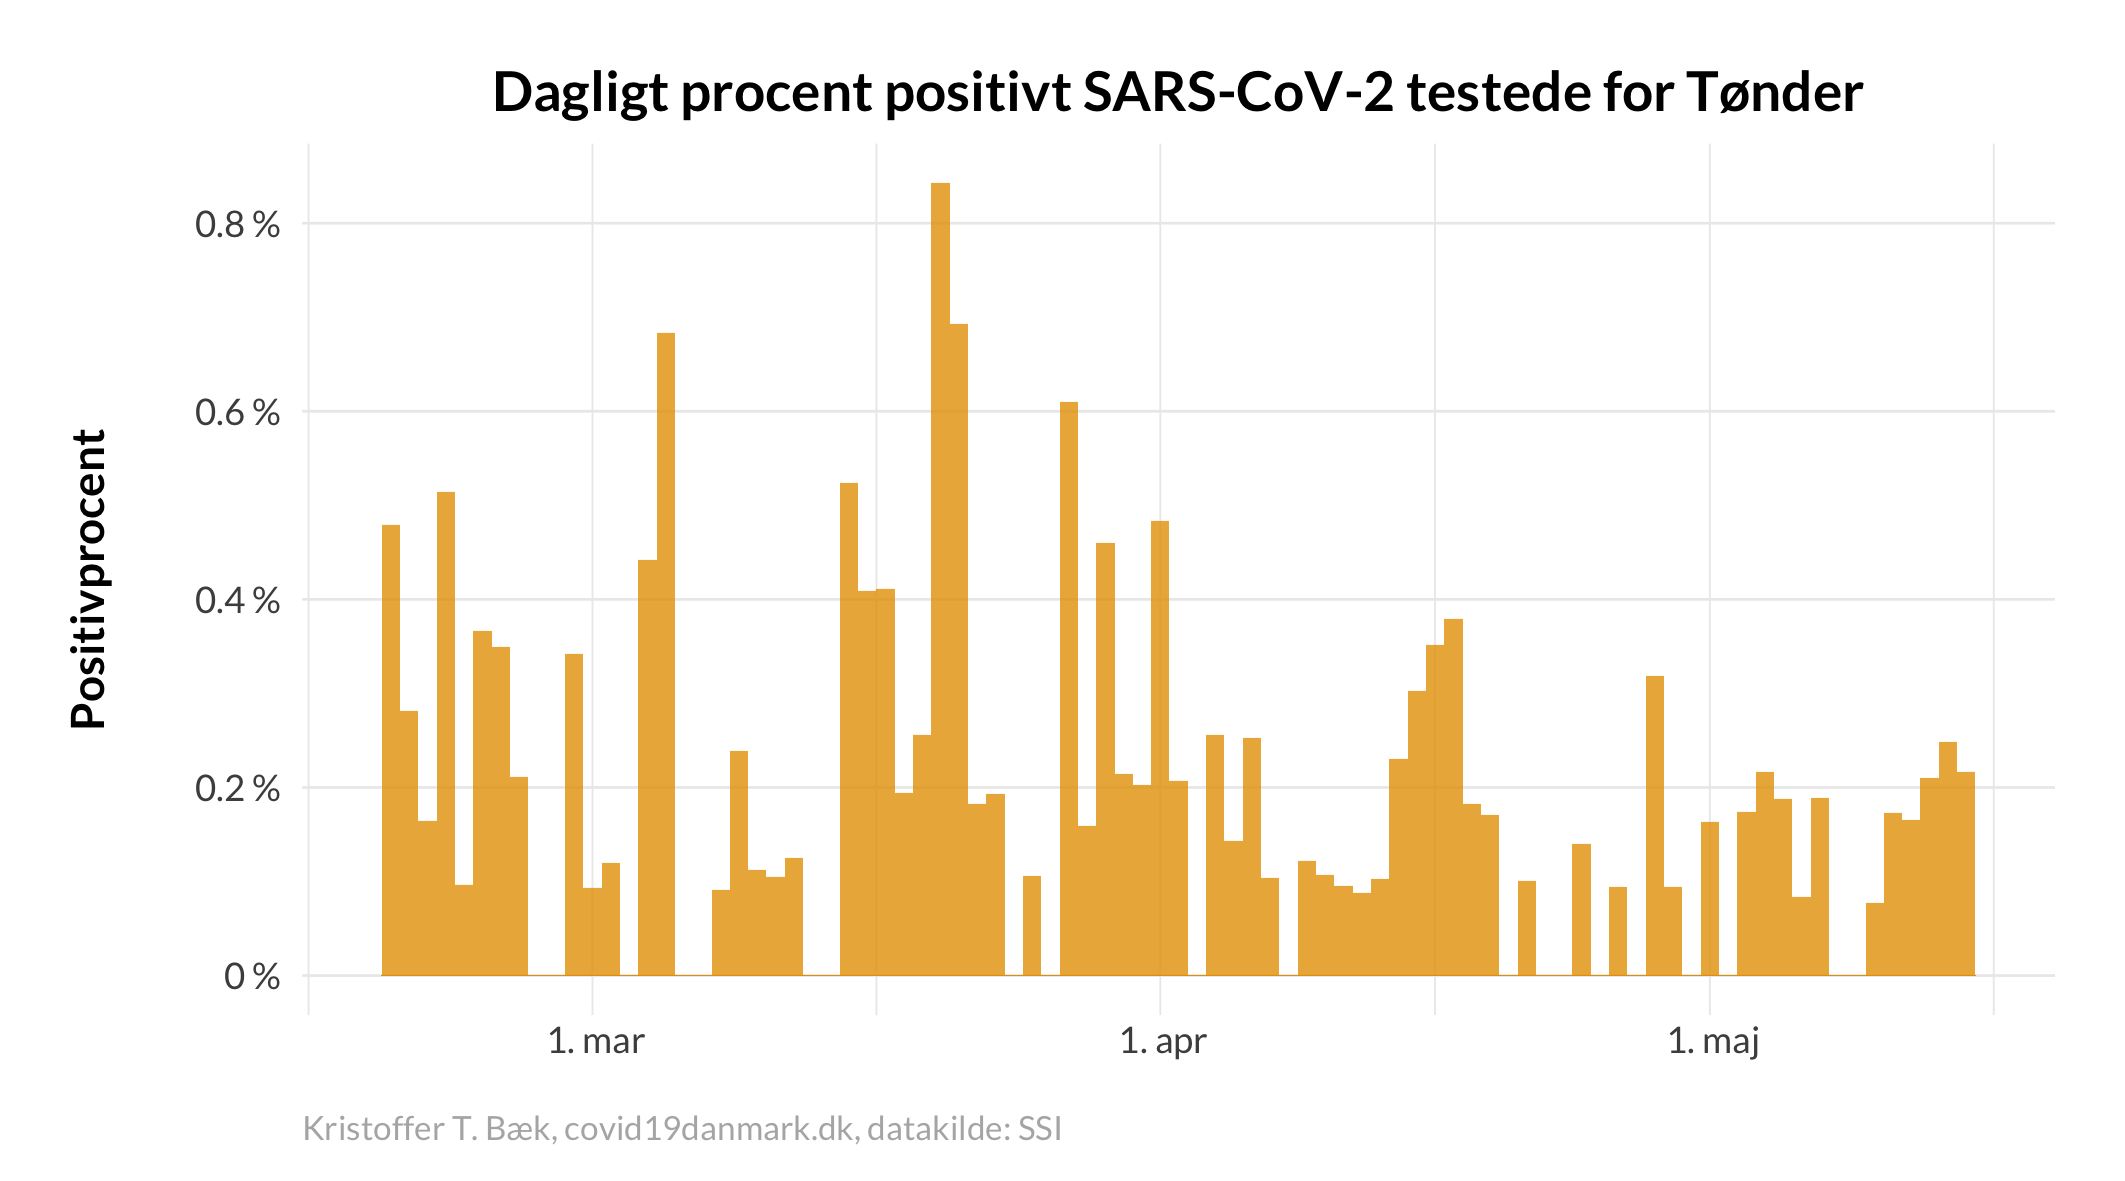 Dagligt procent positivt SARS-CoV-2 testede for Tønder
Positivprocent
0.8 %
0.6 %
0.4 %
0.2 %
0 %
1. mar
1. apr
1. maj
Kristoffer T. Bæk, covid19danmark.dk, datakilde: SSI